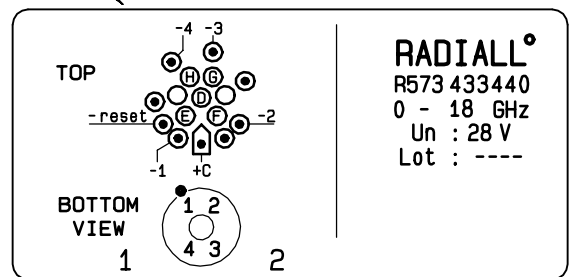 -4 -3
TOP
H G
D
E F
-reset
-2
-1 +C
BOTTOM
VIEW
1 2
4 3
1 2
RADIALL°
R573 433440
0 - 18 GHz
Un : 28 V
Lot : ----